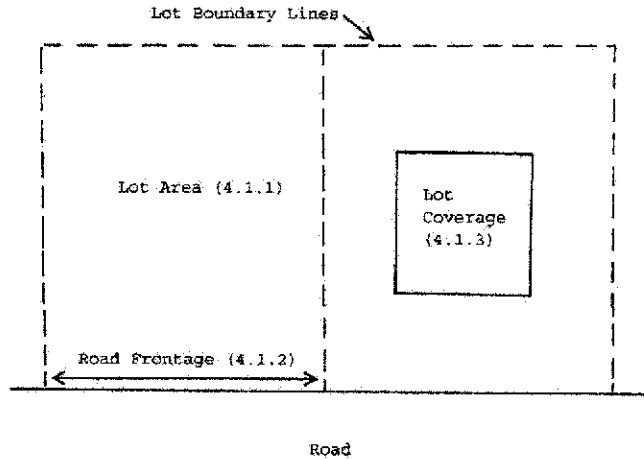 Lot Boundary Lines
Lot Area (4.1.1)
Lot
Coverage
(4.1.3)
Road Frontage (4.1.2)
Road